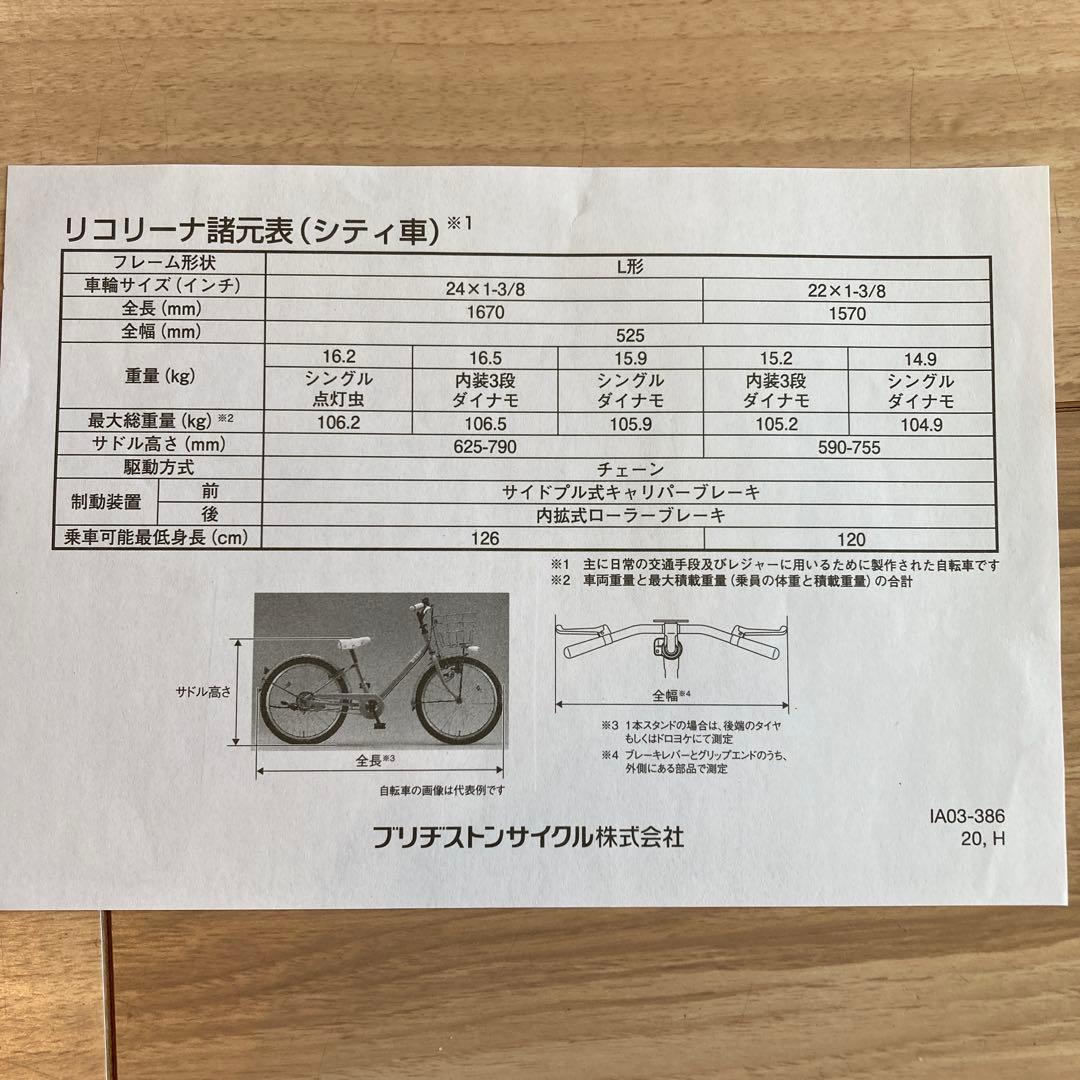 リコリーナ諸元表(シティ車)※1
フレーム形状 L形
車輪サイズ(インチ) 24×1-3/8 22×1-3/8
全長(mm) 1670 1570
全幅(mm) 525
重量(kg) 16.2 16.5 15.9 15.2 14.9
シングル 内装3段 シングル 内装3段 シングル
点灯虫 ダイナモ ダイナモ ダイナモ ダイナモ
最大総重量(kg)※2 106.2 106.5 105.9 105.2 104.9
サドル高さ(mm) 625-790 590-755
駆動方式 チェーン
制動装置 前 サイドプル式キャリパーブレーキ
後 内拡式ローラーブレーキ
乗車可能最低身長(cm) 126 120
※1 主に日常の交通手段及びレジャーに用いるために製作された自転車です
※2 車両重量と最大積載重量(乗員の体重と積載重量)の合計
サドル高さ
全長※3
自転車の画像は代表例です
全幅※4
※3 1本スタンドの場合は、後端のタイヤ
もしくはドロヨケにて測定
※4 ブレーキレバーとグリップエンドのうち、
外側にある部品で測定
ブリヂストンサイクル株式会社
IA03-386
20, H